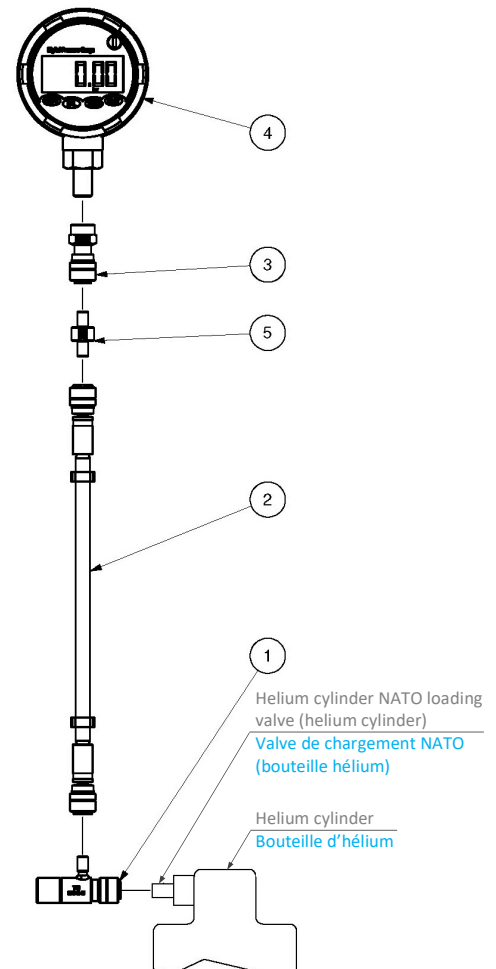 0.00
4
3
5
2
1
Helium cylinder NATO loading
valve (helium cylinder)
Valve de chargement NATO
(bouteille hélium)
Helium cylinder
Bouteille d’hélium